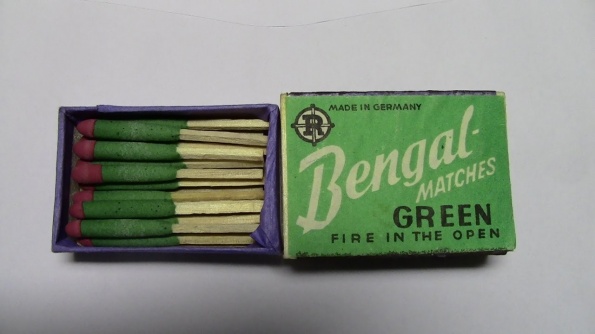 MADE IN GERMANY
R
Bengal-
MATCHES
GREEN
FIRE IN THE OPEN